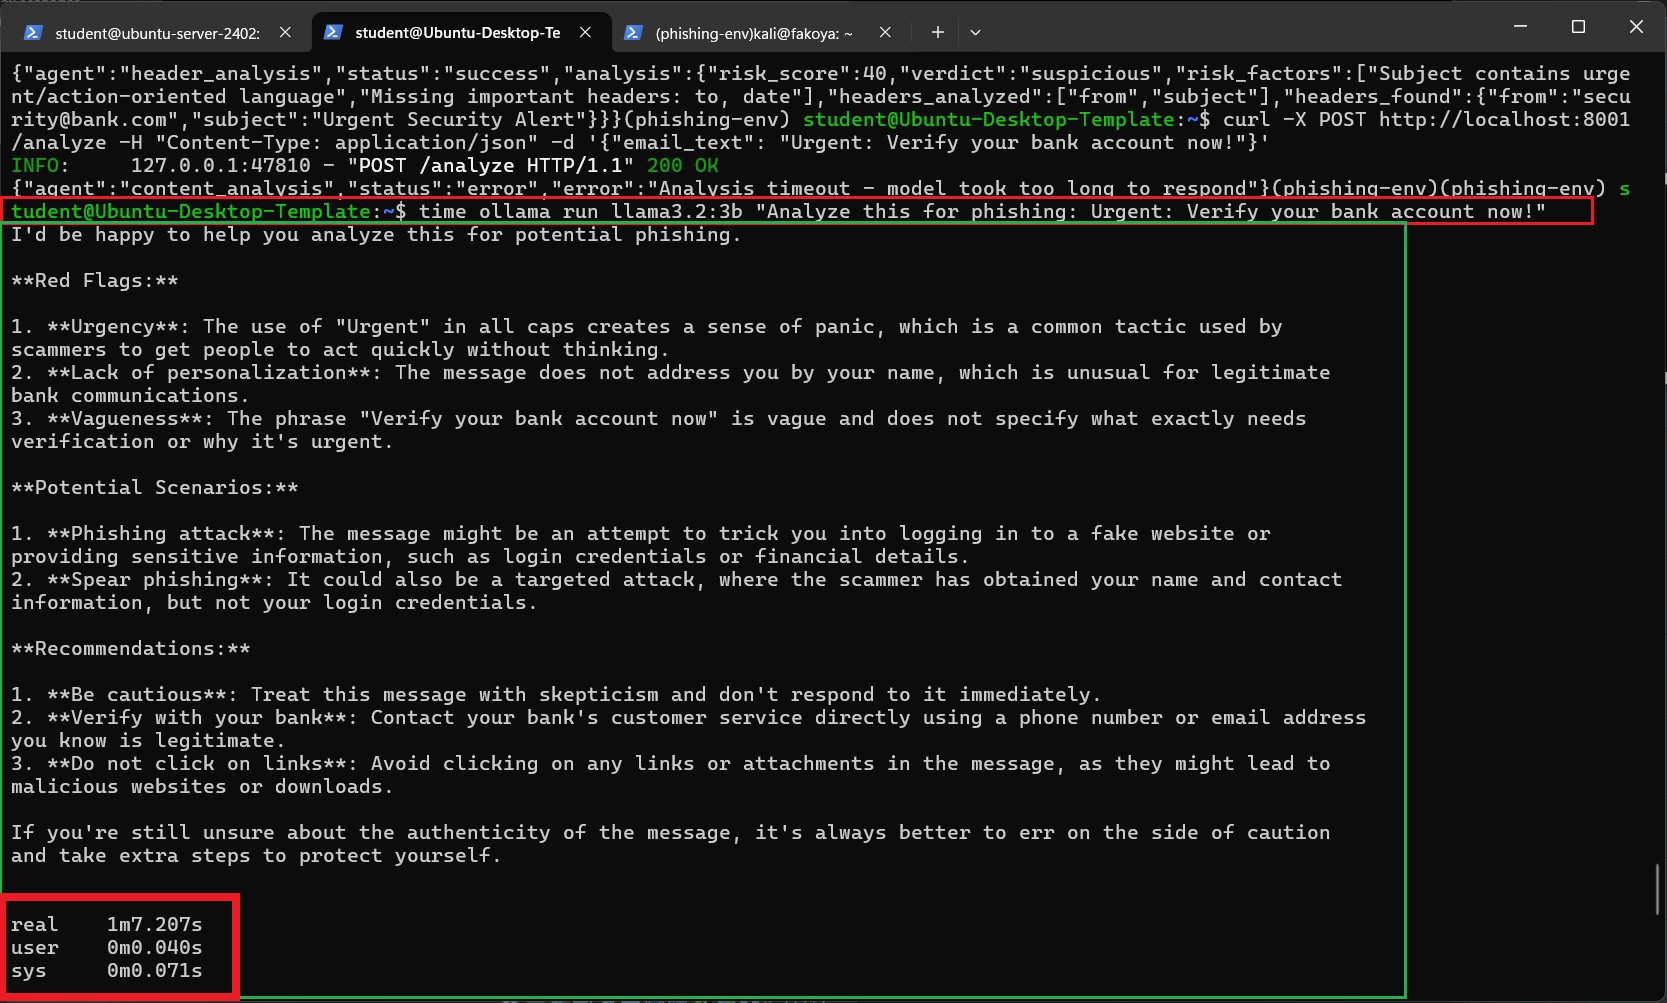 student@ubuntu-server-2402: student@Ubuntu-Desktop-Te (phishing-env)kali@fakoya: ~
{"agent":"header_analysis","status":"success","analysis":{"risk_score":40,"verdict":"suspicious","risk_factors":["Subject contains urge
nt/action-oriented language","Missing important headers: to, date"],"headers_analyzed":["from","subject"],"headers_found":{"from":"secu
rity@bank.com","subject":"Urgent Security Alert"}}}(phishing-env) student@Ubuntu-Desktop-Template:~$ curl -X POST http://localhost:8001
/analyze -H "Content-Type: application/json" -d '{"email_text": "Urgent: Verify your bank account now!"}'
INFO:     127.0.0.1:47810 - "POST /analyze HTTP/1.1" 200 OK
{"agent":"content_analysis","status":"error","error":"Analysis timeout - model took too long to respond"}(phishing-env)(phishing-env) s
tudent@Ubuntu-Desktop-Template:~$ time ollama run llama3.2:3b "Analyze this for phishing: Urgent: Verify your bank account now!"
I'd be happy to help you analyze this for potential phishing.
**Red Flags:**
1. **Urgency**: The use of "Urgent" in all caps creates a sense of panic, which is a common tactic used by
scammers to get people to act quickly without thinking.
2. **Lack of personalization**: The message does not address you by your name, which is unusual for legitimate
bank communications.
3. **Vagueness**: The phrase "Verify your bank account now" is vague and does not specify what exactly needs
verification or why it's urgent.
**Potential Scenarios:**
1. **Phishing attack**: The message might be an attempt to trick you into logging in to a fake website or
providing sensitive information, such as login credentials or financial details.
2. **Spear phishing**: It could also be a targeted attack, where the scammer has obtained your name and contact
information, but not your login credentials.
**Recommendations:**
1. **Be cautious**: Treat this message with skepticism and don't respond to it immediately.
2. **Verify with your bank**: Contact your bank's customer service directly using a phone number or email address
you know is legitimate.
3. **Do not click on links**: Avoid clicking on any links or attachments in the message, as they might lead to
malicious websites or downloads.
If you're still unsure about the authenticity of the message, it's always better to err on the side of caution
and take extra steps to protect yourself.
real    1m7.207s
user    0m0.040s
sys     0m0.071s